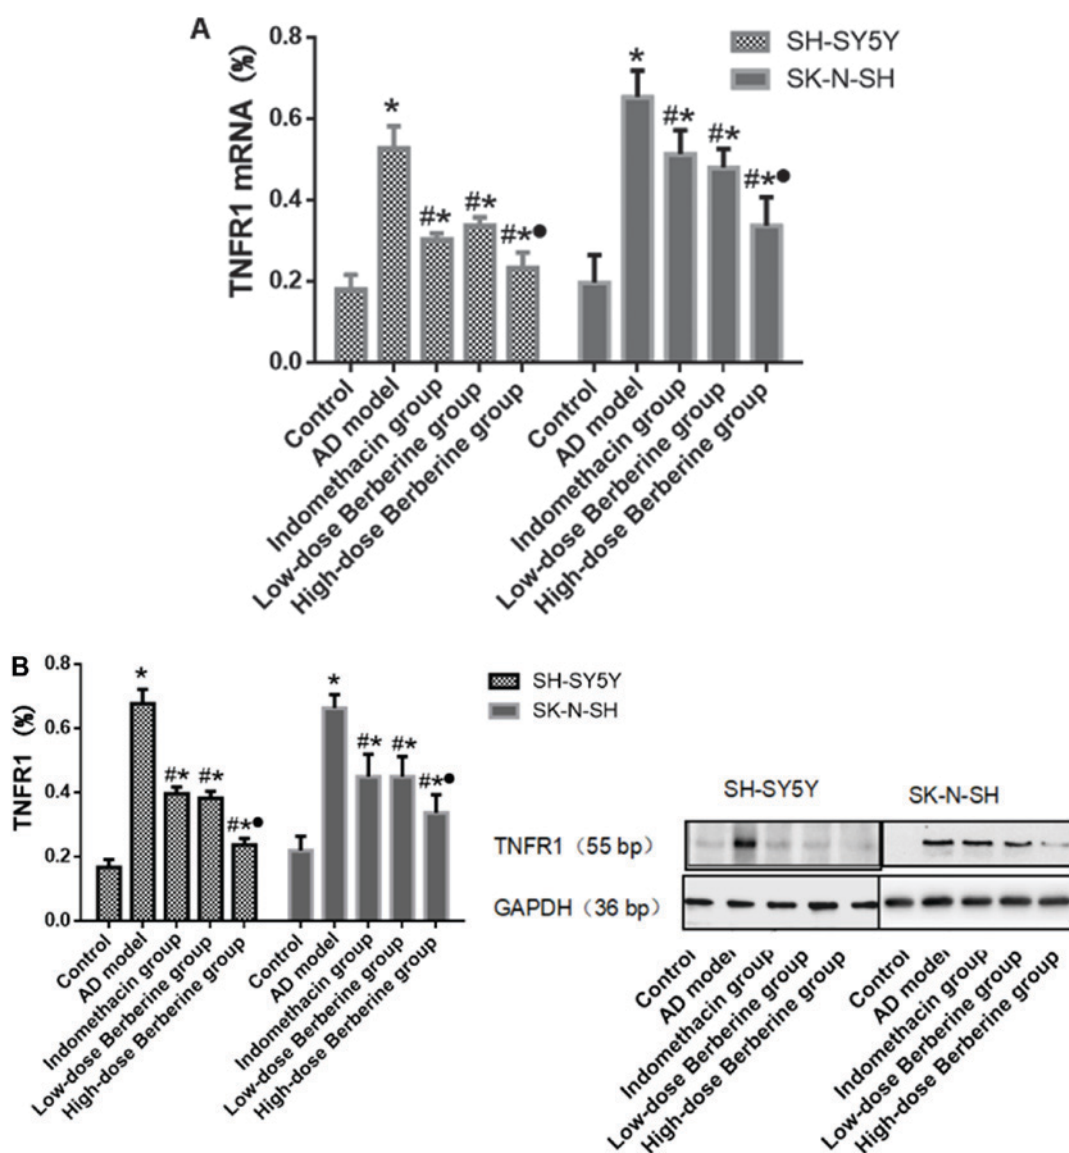 A
TNFR1 mRNA (%)
0.8
0.6
0.4
0.2
0.0
SH-SY5Y
SK-N-SH
*
#*
#*
#*●
*
#*
#*
#*●
Control
AD model
Indomethacin group
Low-dose Berberine group
High-dose Berberine group
Control
AD model
Indomethacin group
Low-dose Berberine group
High-dose Berberine group
B
TNFR1 (%)
0.8
0.6
0.4
0.2
0.0
SH-SY5Y
SK-N-SH
*
#*
#*
#*●
*
#*
#*
#*●
Control
AD model
Indomethacin group
Low-dose Berberine group
High-dose Berberine group
Control
AD model
Indomethacin group
Low-dose Berberine group
High-dose Berberine group
SH-SY5Y SK-N-SH
TNFR1（55 bp）
GAPDH（36 bp）
Control
AD model
Indomethacin group
Low-dose Berberine group
High-dose Berberine group
Control
AD model
Indomethacin group
Low-dose Berberine group
High-dose Berberine group